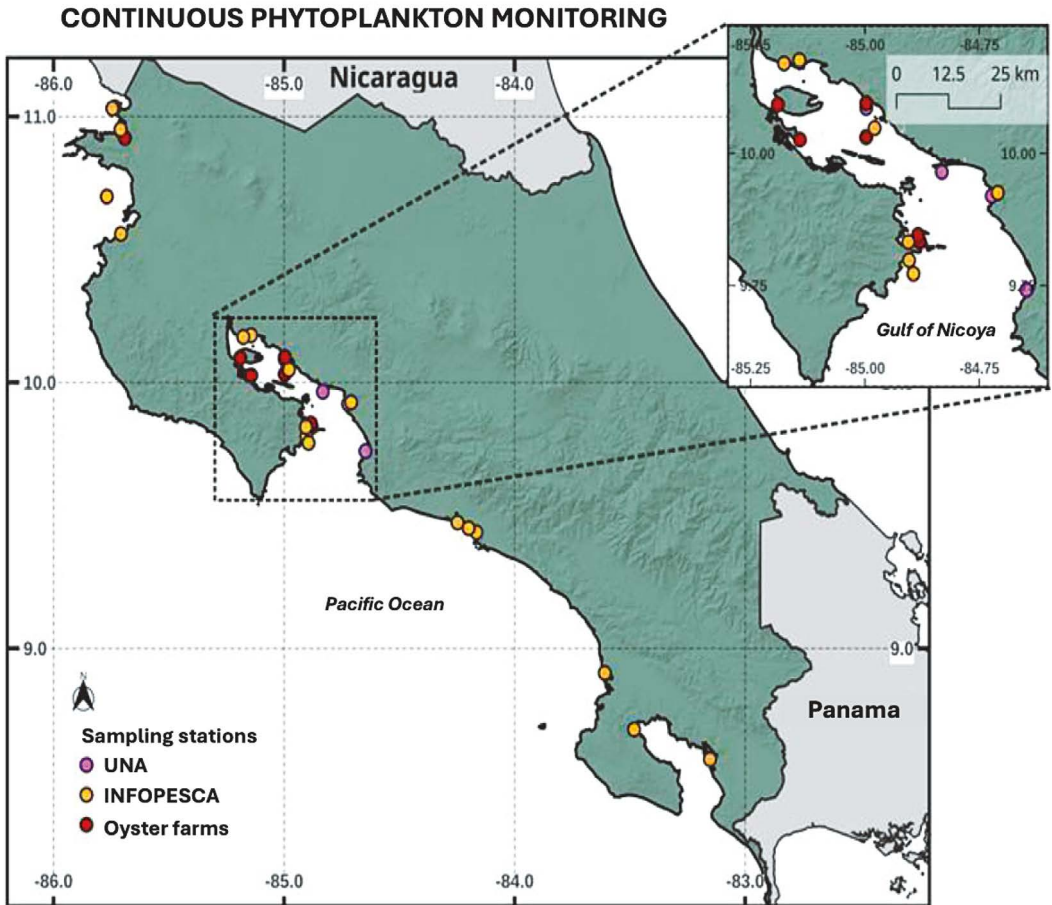 CONTINUOUS PHYTOPLANKTON MONITORING
-86.0
-85.0
Nicaragua
-84.0
11.0
10.0
9.0
9.0
Pacific Ocean
Panama
N
Sampling stations
UNA
INFOPESCA
Oyster farms
-86.0
-85.0
-84.0
-83.0
-85.00
-84.75
0 12.5 25 km
10.00
10.00
9.75
Gulf of Nicoya
-85.25
-85.00
-84.75